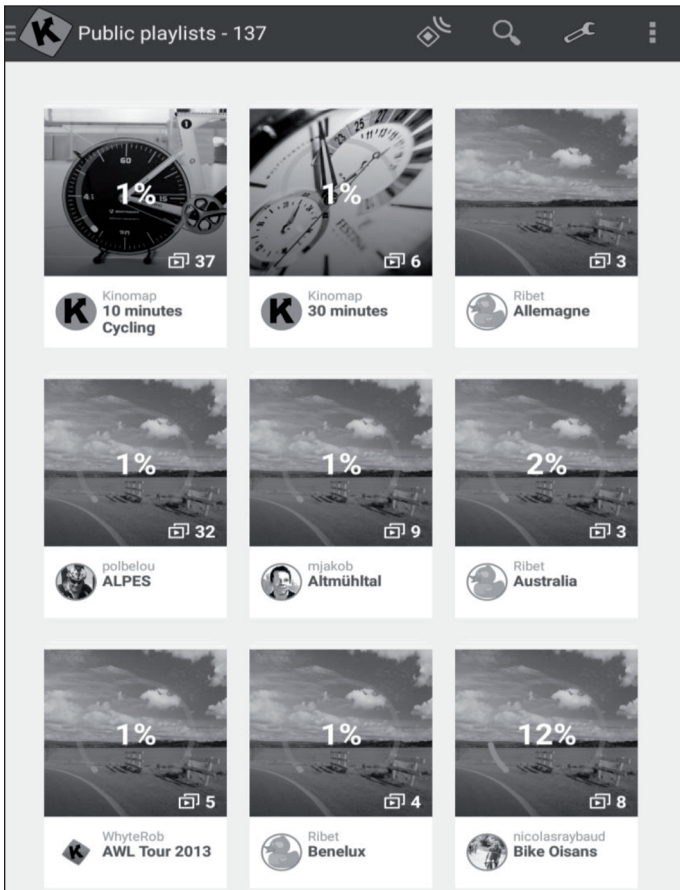 Public playlists - 137
1%
37
Kinomap
10 minutes
Cycling
1%
6
Kinomap
30 minutes
3
Ribet
Allemagne
1%
32
polbelou
ALPES
1%
9
mjakob
Altmühltal
2%
3
Ribet
Australia
1%
5
WhyteRob
AWL Tour 2013
1%
4
Ribet
Benelux
12%
8
nicolasraybaud
Bike Oisans